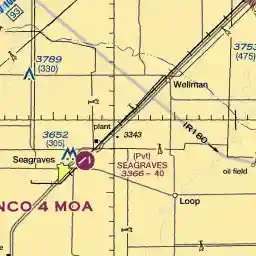 93
3789
(330)
3753
(475)
Wellman
plant
3343
IR180
3652
(305)
Seagraves
(Pvt)
SEAGRAVES
3366 - 40
oil field
NCO 4 MOA
Loop